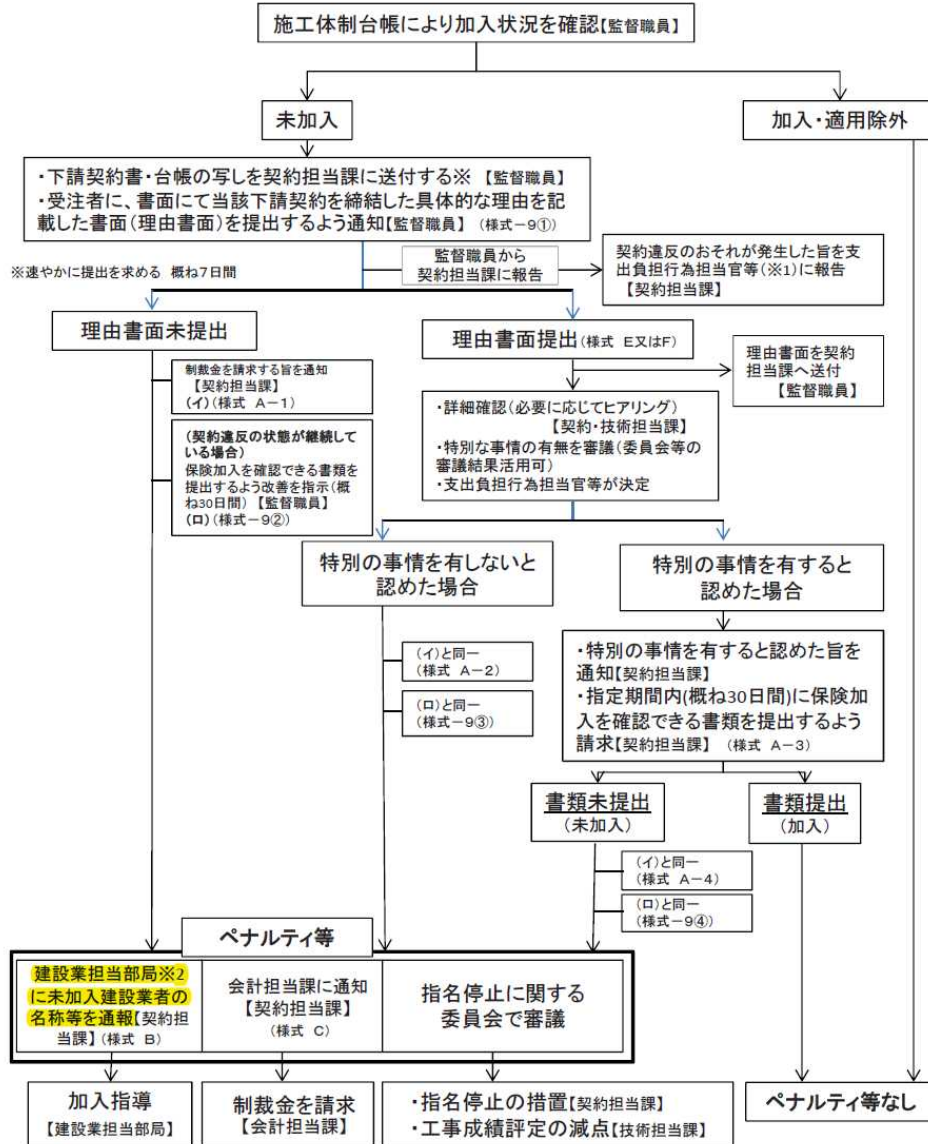 施工体制台帳により加入状況を確認【監督職員】
未加入
加入・適用除外
・下請契約書・台帳の写しを契約担当課に送付する※ 【監督職員】
・受注者に、書面にて当該下請契約を締結した具体的な理由を記
載した書面(理由書面)を提出するよう通知【監督職員】 (様式－9①)
※速やかに提出を求める 概ね7日間
監督職員から
契約担当課に報告
契約違反のおそれが発生した旨を支
出負担行為担当官等(※1)に報告
【契約担当課】
理由書面未提出
理由書面提出(様式 E又はF)
理由書面を契約
担当課へ送付
【監督職員】
制裁金を請求する旨を通知
【契約担当課】
(イ)(様式 A－1)
(契約違反の状態が継続して
いる場合)
保険加入を確認できる書類を
提出するよう改善を指示(概
ね30日間) 【監督職員】
(ロ)(様式－9②)
・詳細確認(必要に応じてヒアリング)
【契約・技術担当課】
・特別な事情の有無を審議(委員会等の
審議結果活用可)
・支出負担行為担当官等が決定
特別の事情を有しないと
認めた場合
特別の事情を有すると
認めた場合
(イ)と同一
(様式 A－2)
(ロ)と同一
(様式－9③)
・特別の事情を有すると認めた旨を
通知【契約担当課】
・指定期間内(概ね30日間)に保険加
入を確認できる書類を提出するよう
請求【契約担当課】 (様式 A－3)
書類未提出
(未加入)
書類提出
(加入)
(イ)と同一
(様式 A－4)
(ロ)と同一
(様式－9④)
ペナルティ等
建設業担当部局※2
に未加入建設業者の
名称等を通報【契約担
当課】(様式 B)
会計担当課に通知
【契約担当課】
(様式 C)
指名停止に関する
委員会で審議
加入指導
【建設業担当部局】
制裁金を請求
【会計担当課】
・指名停止の措置【契約担当課】
・工事成績評定の減点【技術担当課】
ペナルティ等なし